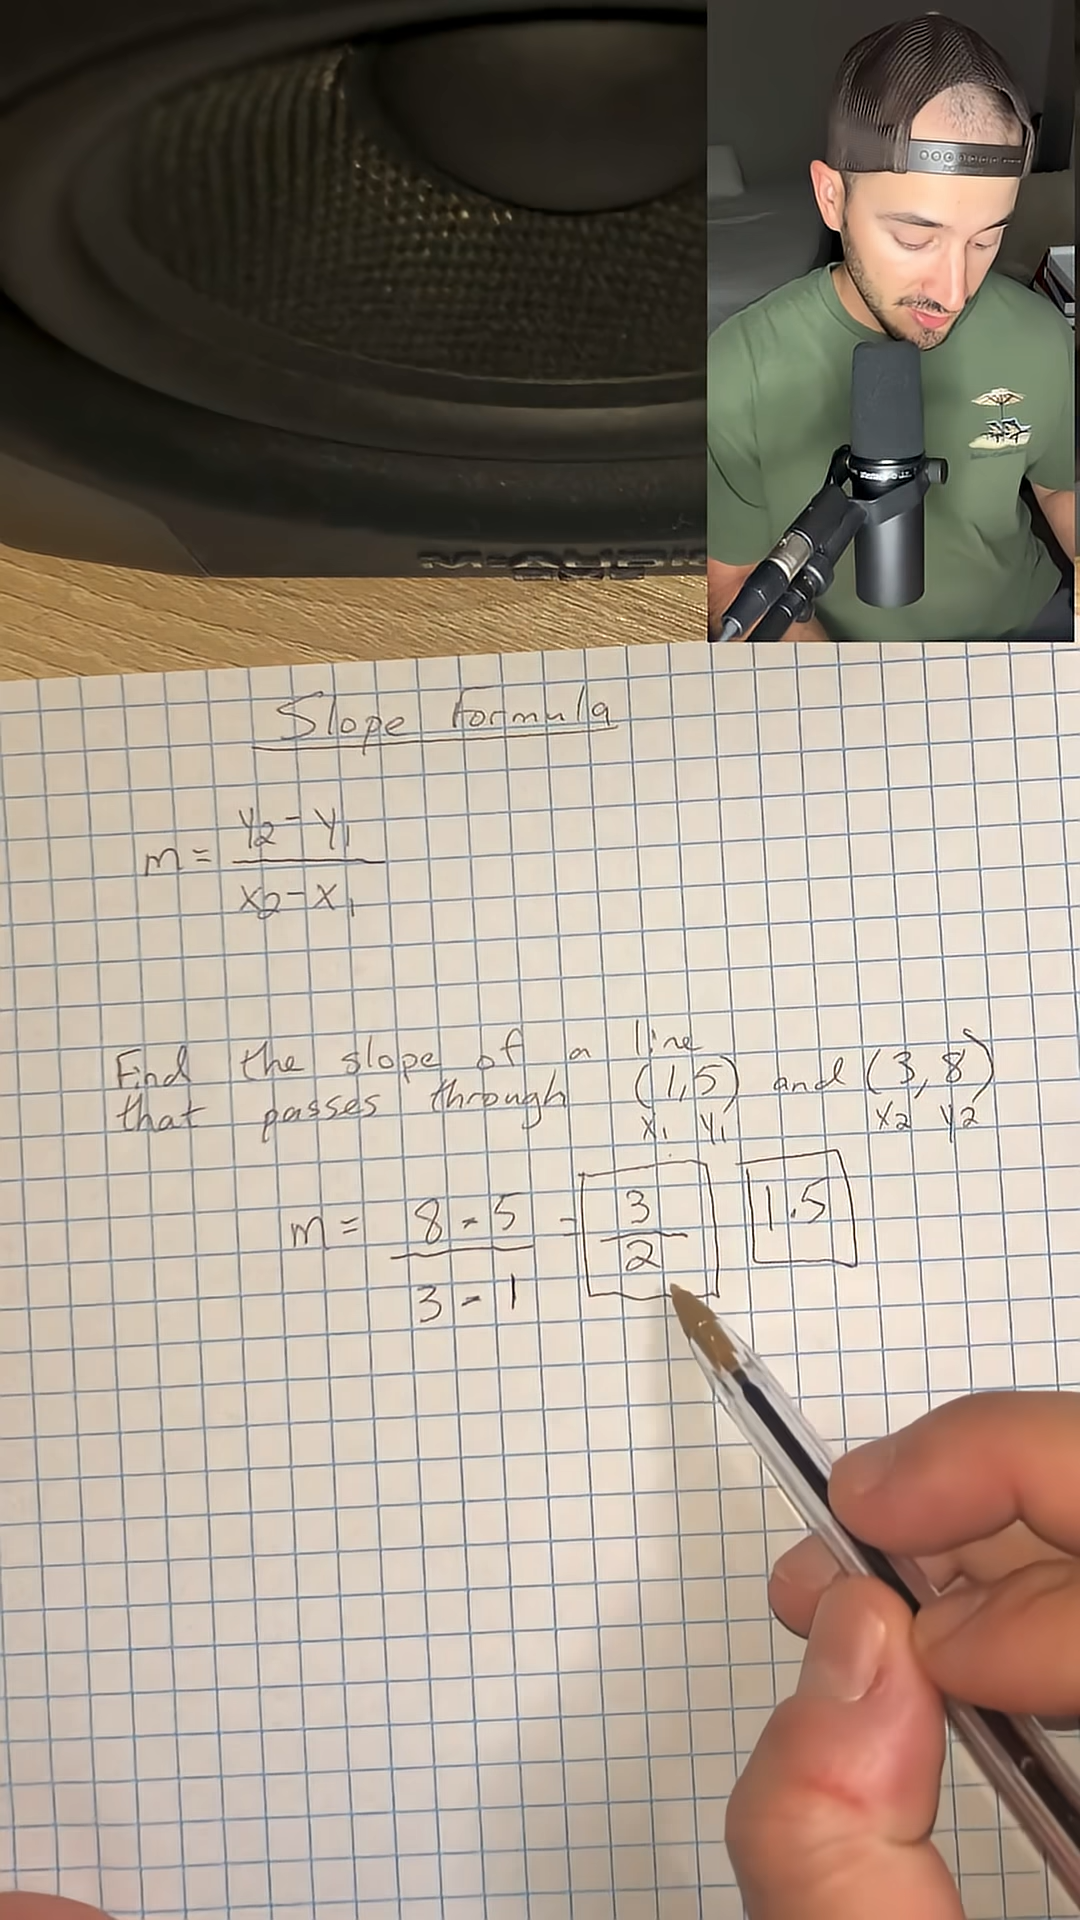 M-AUDIO
Slope Formula
m = y₂ - y₁ / x₂ - x₁
Find the slope of a line
that passes through (1,5) and (3,8)
x₁ y₁ x₂ y₂
m = 8 - 5 / 3 - 1 = 3 / 2 1.5